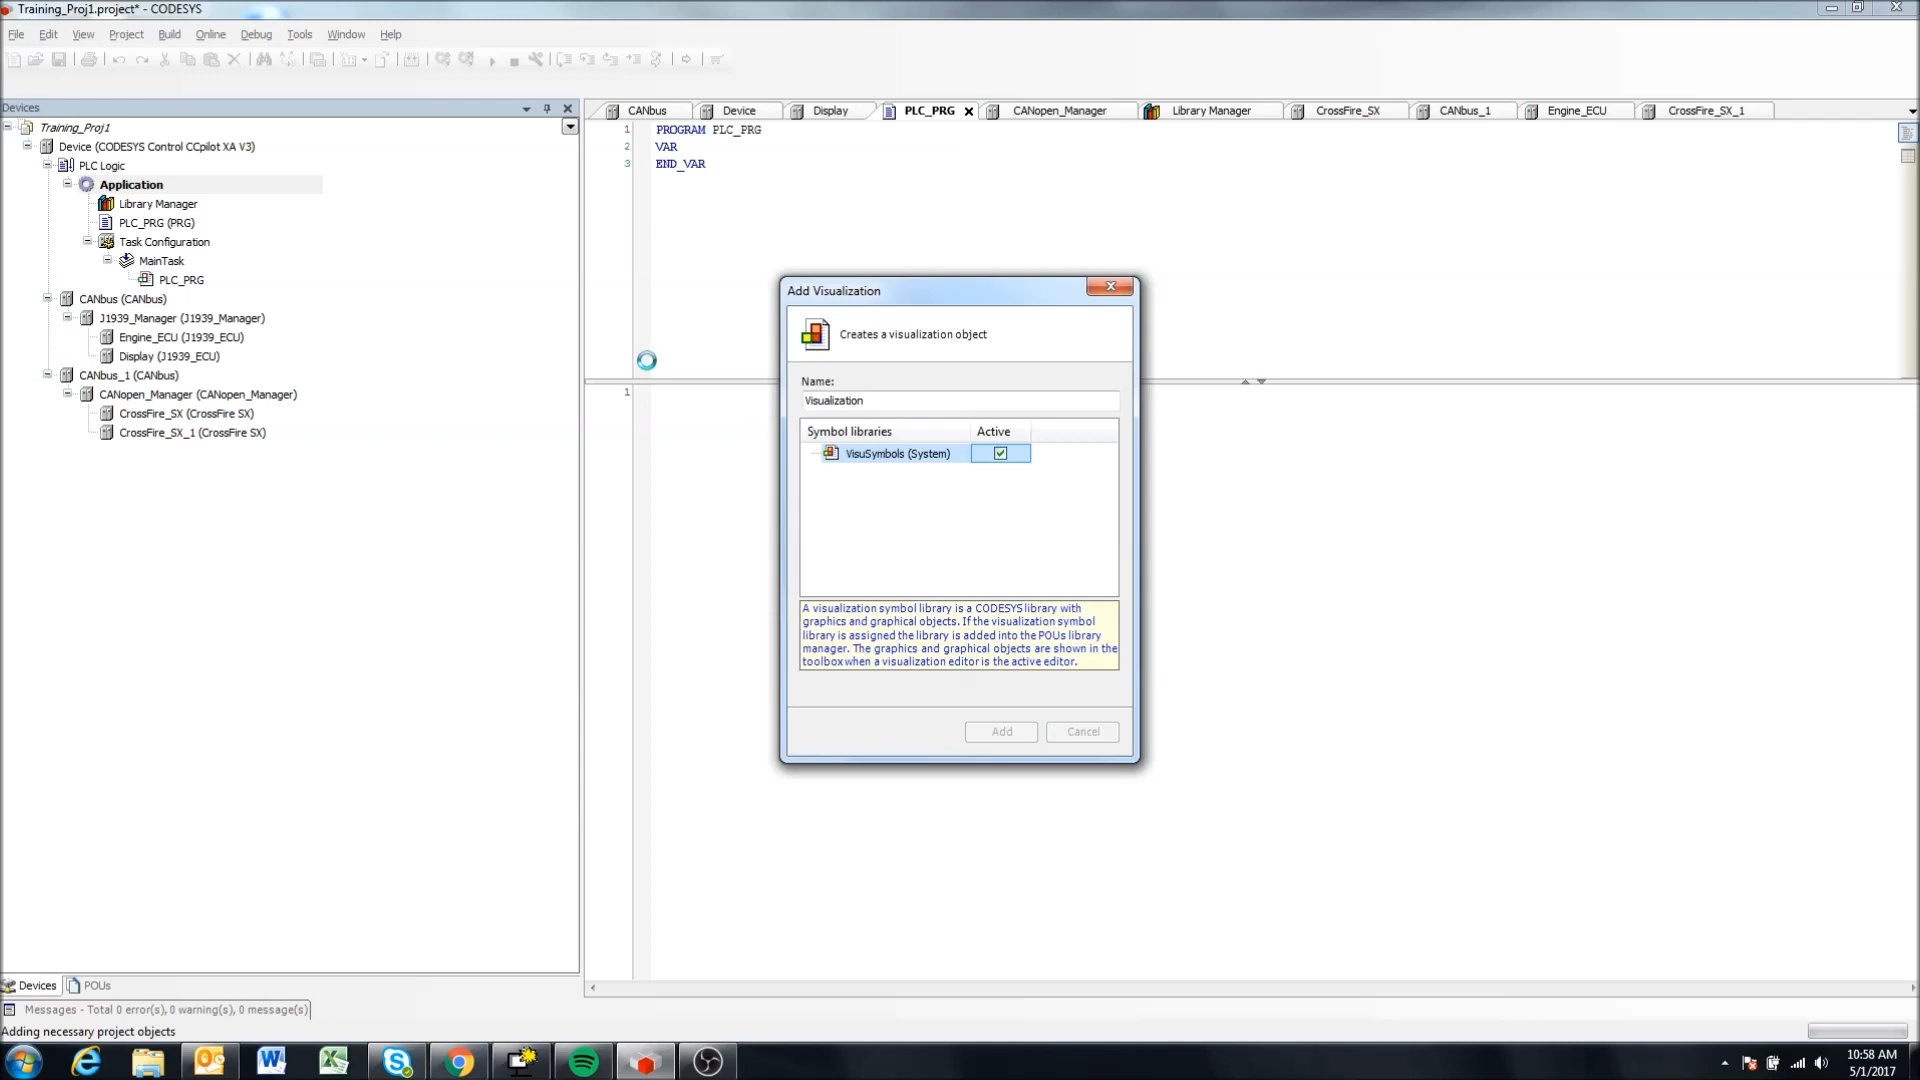 Training_Proj1.project* - CODESYS
File Edit View Project Build Online Debug Tools Window Help
Devices
Training_Proj1
Device (CODESYS Control CCpilot XA V3)
PLC Logic
Application
Library Manager
PLC_PRG (PRG)
Task Configuration
MainTask
PLC_PRG
CANbus (CANbus)
J1939_Manager (J1939_Manager)
Engine_ECU (J1939_ECU)
Display (J1939_ECU)
CANbus_1 (CANbus)
CANopen_Manager (CANopen_Manager)
CrossFire_SX (CrossFire SX)
CrossFire_SX_1 (CrossFire SX)
Devices POUs
CANbus Device Display PLC_PRG CANopen_Manager Library Manager CrossFire_SX CANbus_1 Engine_ECU CrossFire_SX_1
1 PROGRAM PLC_PRG
2 VAR
3 END_VAR
1
Add Visualization
Creates a visualization object
Name:
Visualization
Symbol libraries Active
VisuSymbols (System)
A visualization symbol library is a CODESYS library with
graphics and graphical objects. If the visualization symbol
library is assigned the library is added into the POUs library
manager. The graphics and graphical objects are shown in the
toolbox when a visualization editor is the active editor.
Add Cancel
Messages - Total 0 error(s), 0 warning(s), 0 message(s)
Adding necessary project objects
10:58 AM
5/1/2017